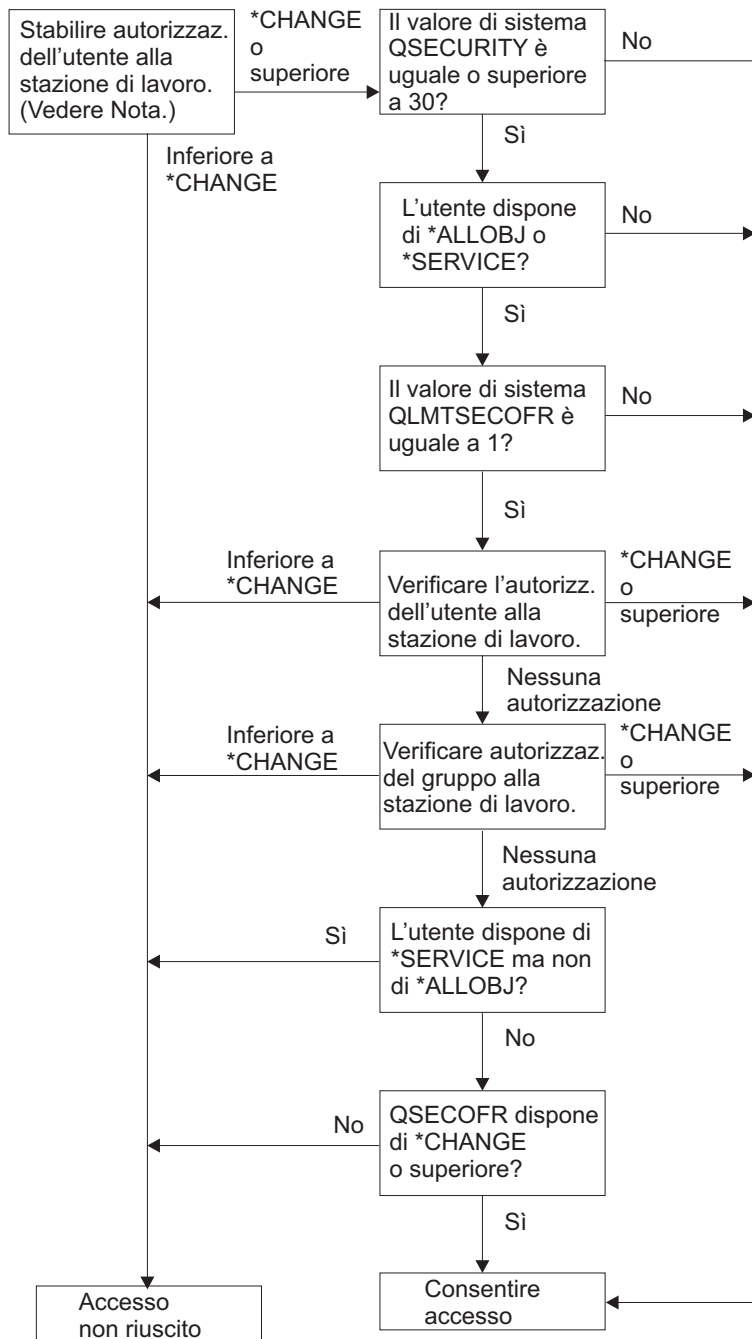 Stabilire autorizzaz.
dell'utente alla
stazione di lavoro.
(Vedere Nota.)
*CHANGE
o
superiore
Il valore di sistema
QSECURITY è
uguale o superiore
a 30?
No
Inferiore a
*CHANGE
Sì
L'utente dispone
di *ALLOBJ o
*SERVICE?
No
Sì
Il valore di sistema
QLMTSECOFR è
uguale a 1?
No
Sì
Inferiore a
*CHANGE
Verificare l'autorizz.
dell'utente alla
stazione di lavoro.
*CHANGE
o
superiore
Nessuna
autorizzazione
Inferiore a
*CHANGE
Verificare autorizzaz.
del gruppo alla
stazione di lavoro.
*CHANGE
o
superiore
Nessuna
autorizzazione
Sì
L'utente dispone di
*SERVICE ma non
di *ALLOBJ?
No
No
QSECOFR dispone
di *CHANGE
o superiore?
Sì
Accesso
non riuscito
Consentire
accesso